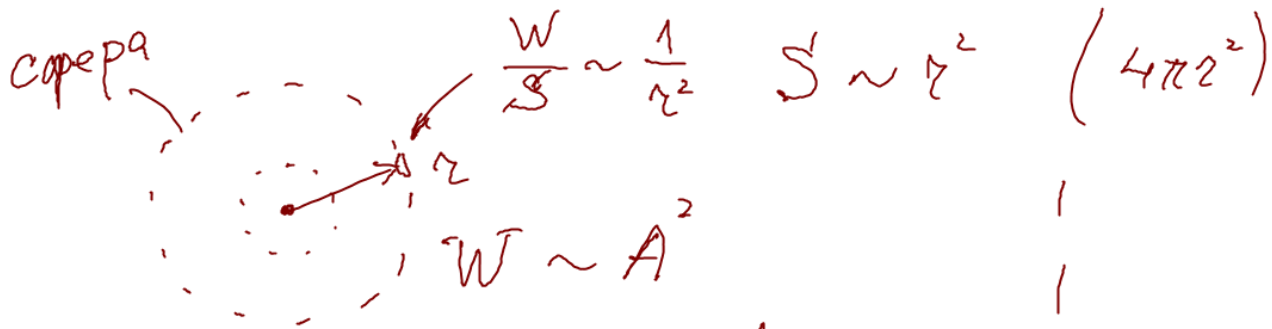 сфера W/S ~ 1/r² S ~ r² (4πr²)
r
W ~ A²